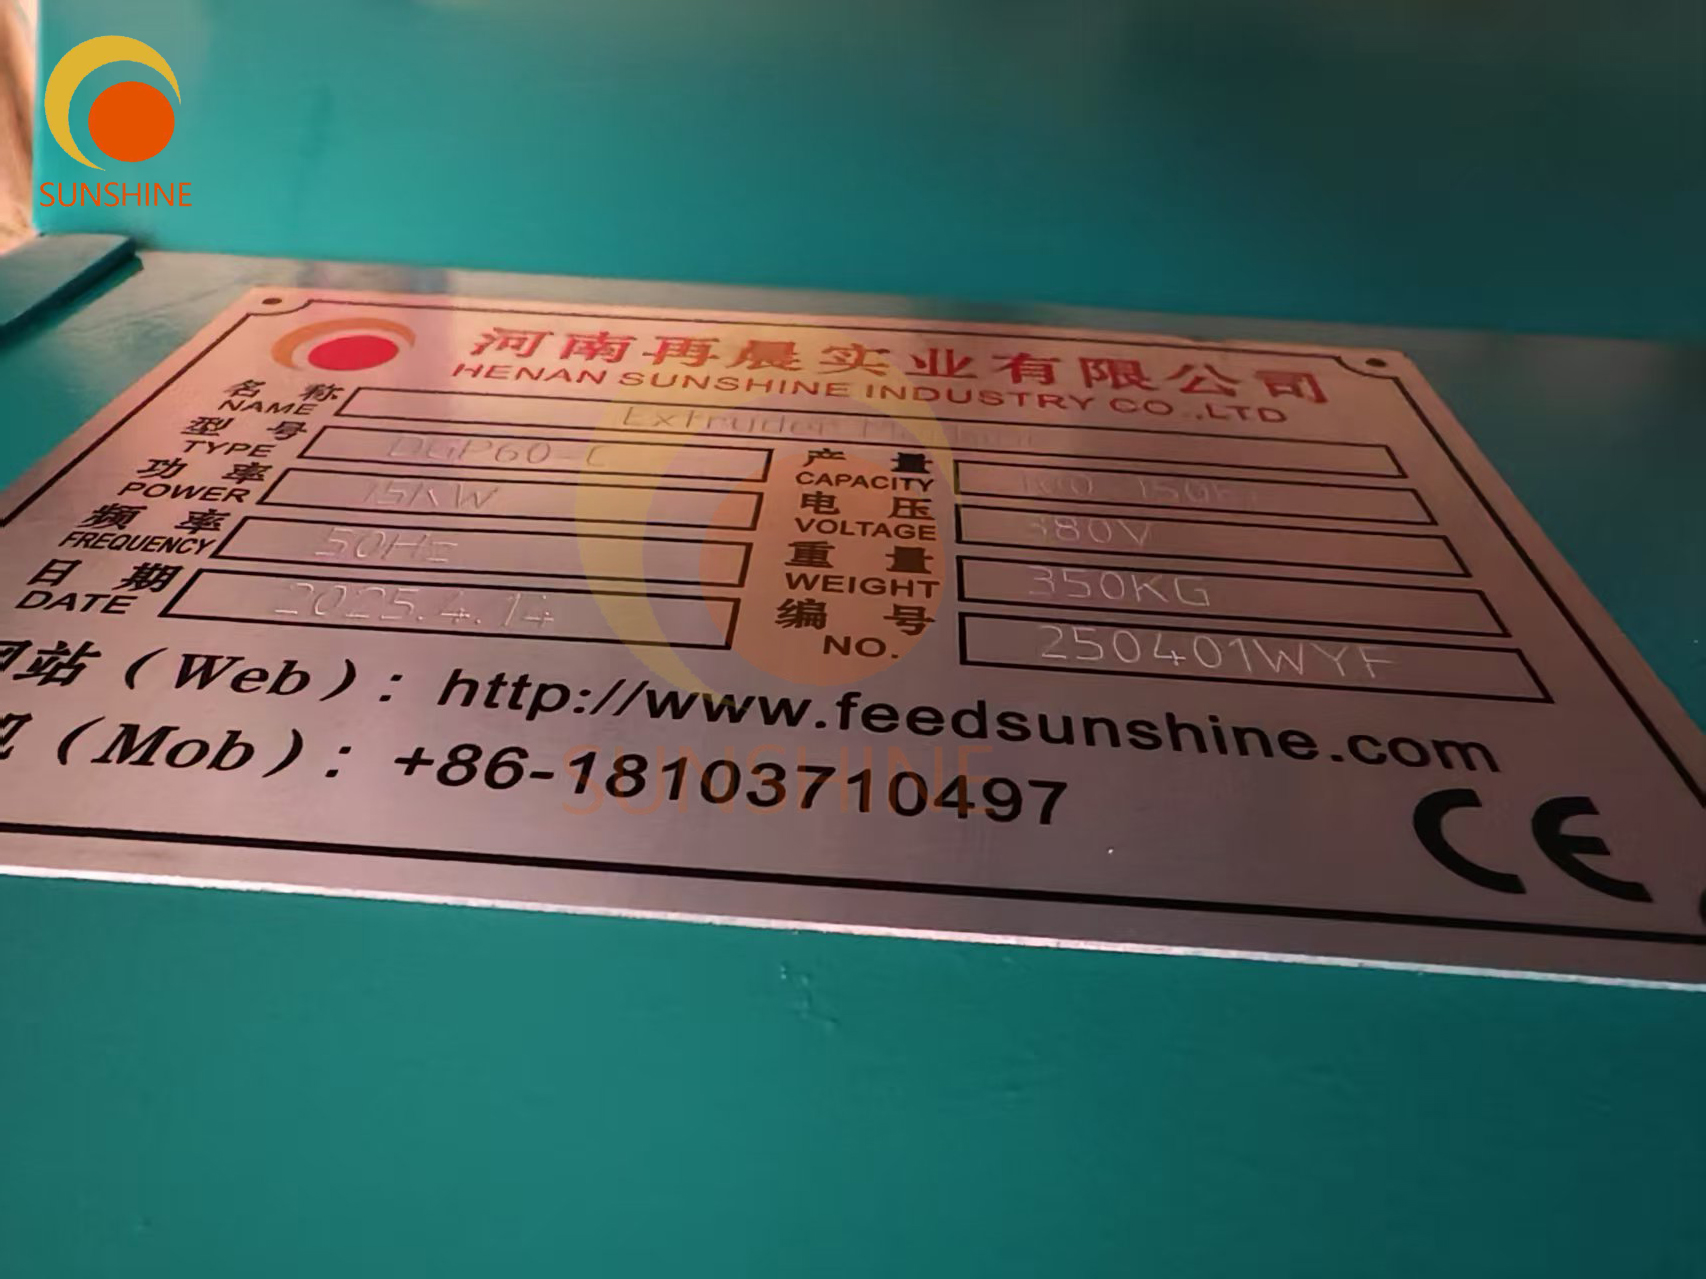 SUNSHINE
河南再晨实业有限公司
HENAN SUNSHINE INDUSTRY CO.,LTD
名 称
NAME Extruder Machine
型 号
TYPE DGP60-C
产 量
CAPACITY
功 率
POWER 15KW
电 压
VOLTAGE 380V
频 率
FREQUENCY 50Hz
重 量
WEIGHT 350KG
日 期
DATE 2025.4.14
编 号
NO. 250401WYF
网站 (Web): http://www.feedsunshine.com
(Mob): +86-18103710497
CE
SUNSHINE